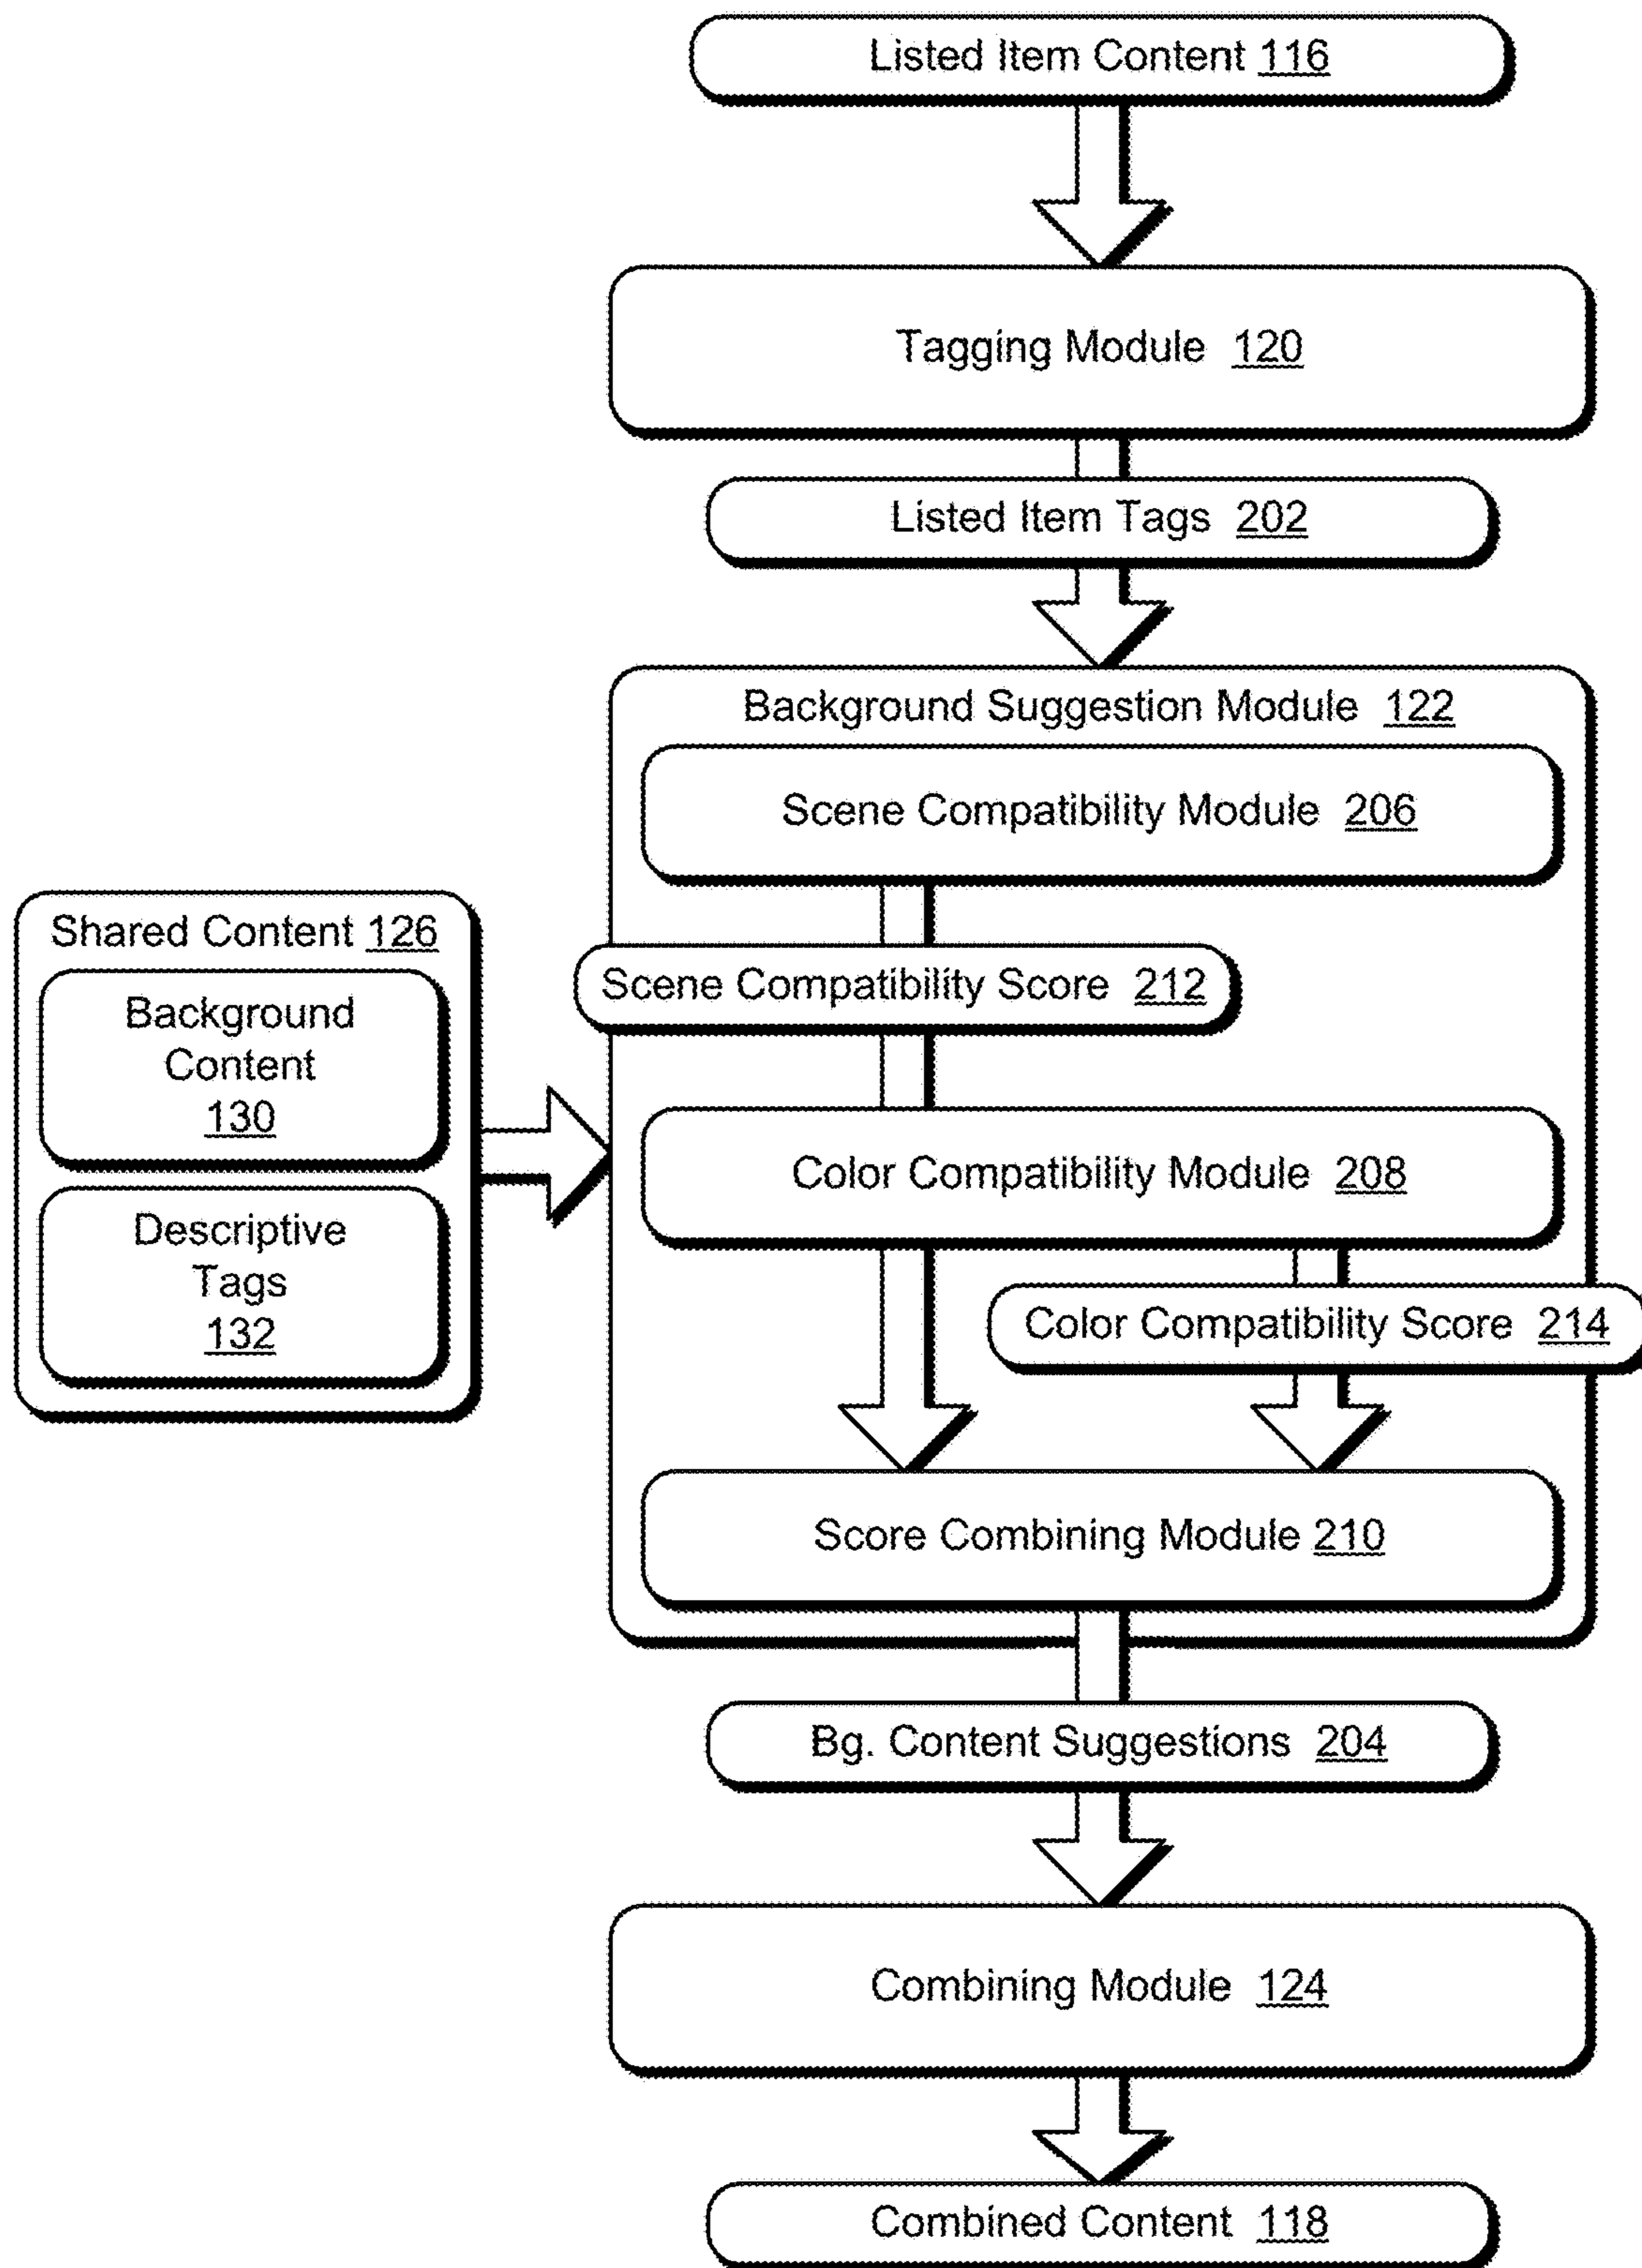 Listed Item Content 116
Tagging Module 120
Listed Item Tags 202
Background Suggestion Module 122
Scene Compatibility Module 206
Shared Content 126
Background
Content
130
Descriptive
Tags
132
Scene Compatibility Score 212
Color Compatibility Module 208
Color Compatibility Score 214
Score Combining Module 210
Bg. Content Suggestions 204
Combining Module 124
Combined Content 118